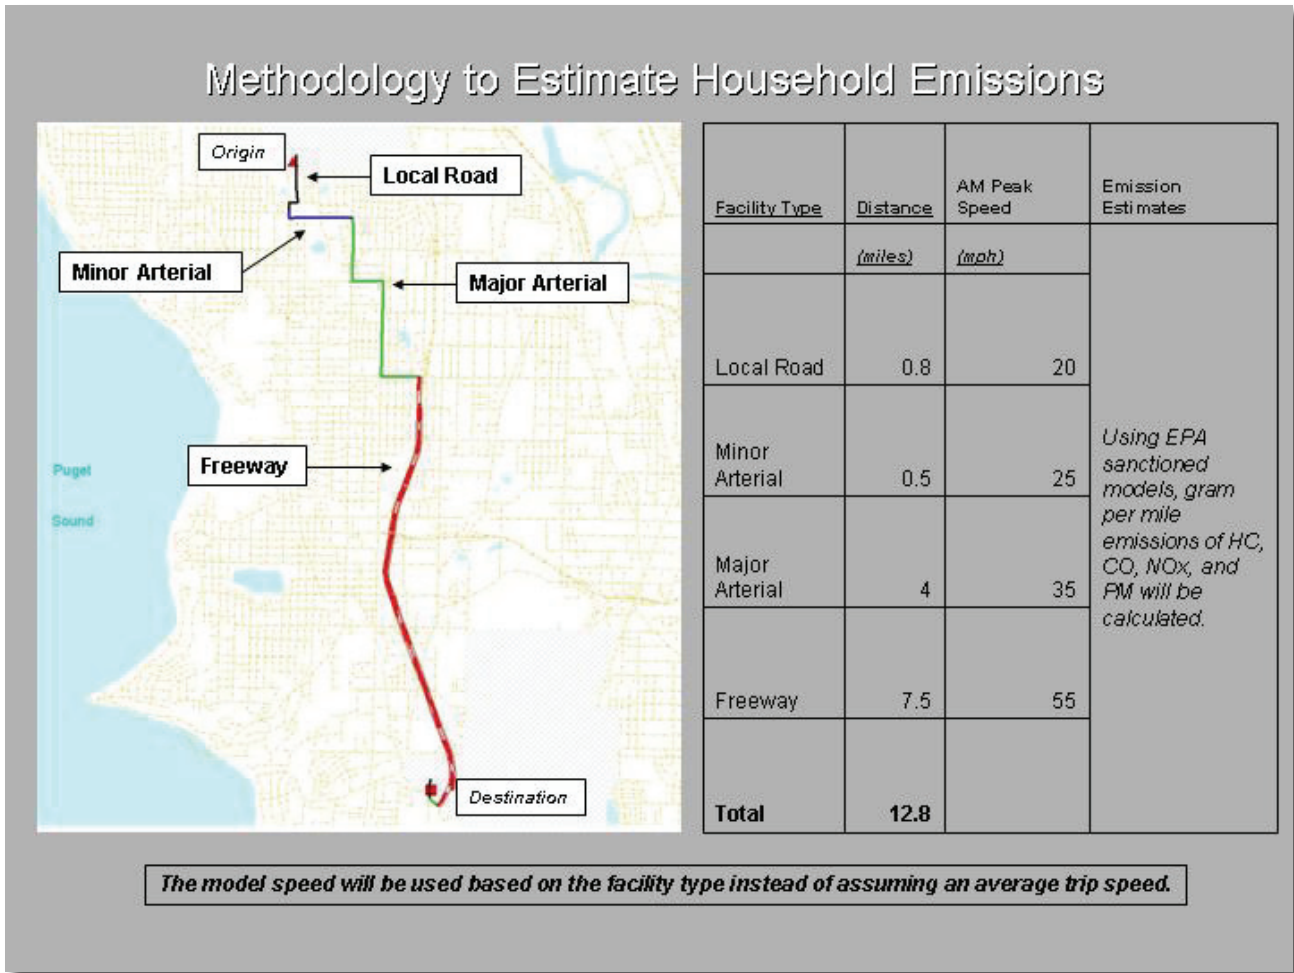 Methodology to Estimate Household Emissions
Origin
Local Road
Minor Arterial
Major Arterial
Freeway
Puget
Sound
Destination
Facility Type
Distance
AM Peak
Speed
Emission
Estimates
(miles)
(mph)
Local Road 0.8 20
Minor
Arterial 0.5 25
Major
Arterial 4 35
Freeway 7.5 55
Total 12.8
Using EPA
sanctioned
models, gram
per mile
emissions of HC,
CO, NOx, and
PM will be
calculated.
The model speed will be used based on the facility type instead of assuming an average trip speed.